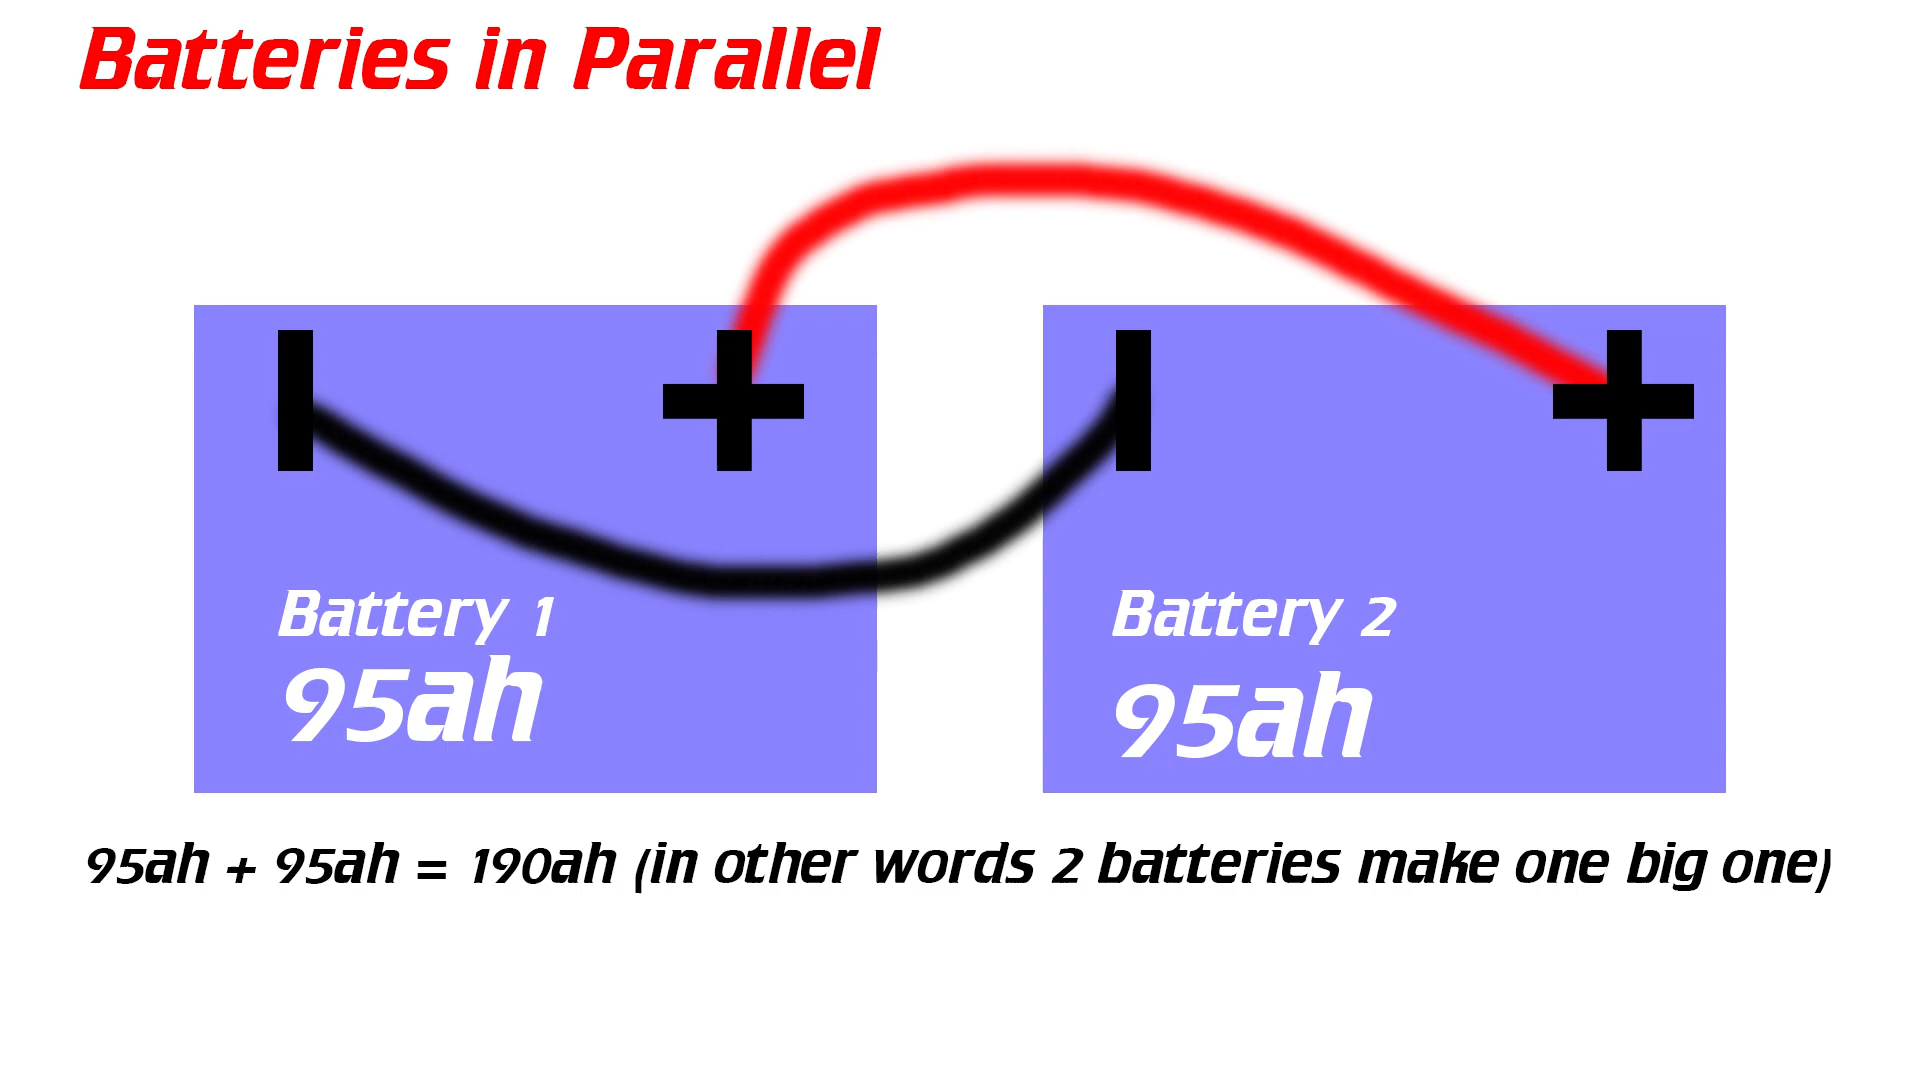 Batteries in Parallel
Battery 1
95ah
Battery 2
95ah
95ah + 95ah = 190ah (in other words 2 batteries make one big one)